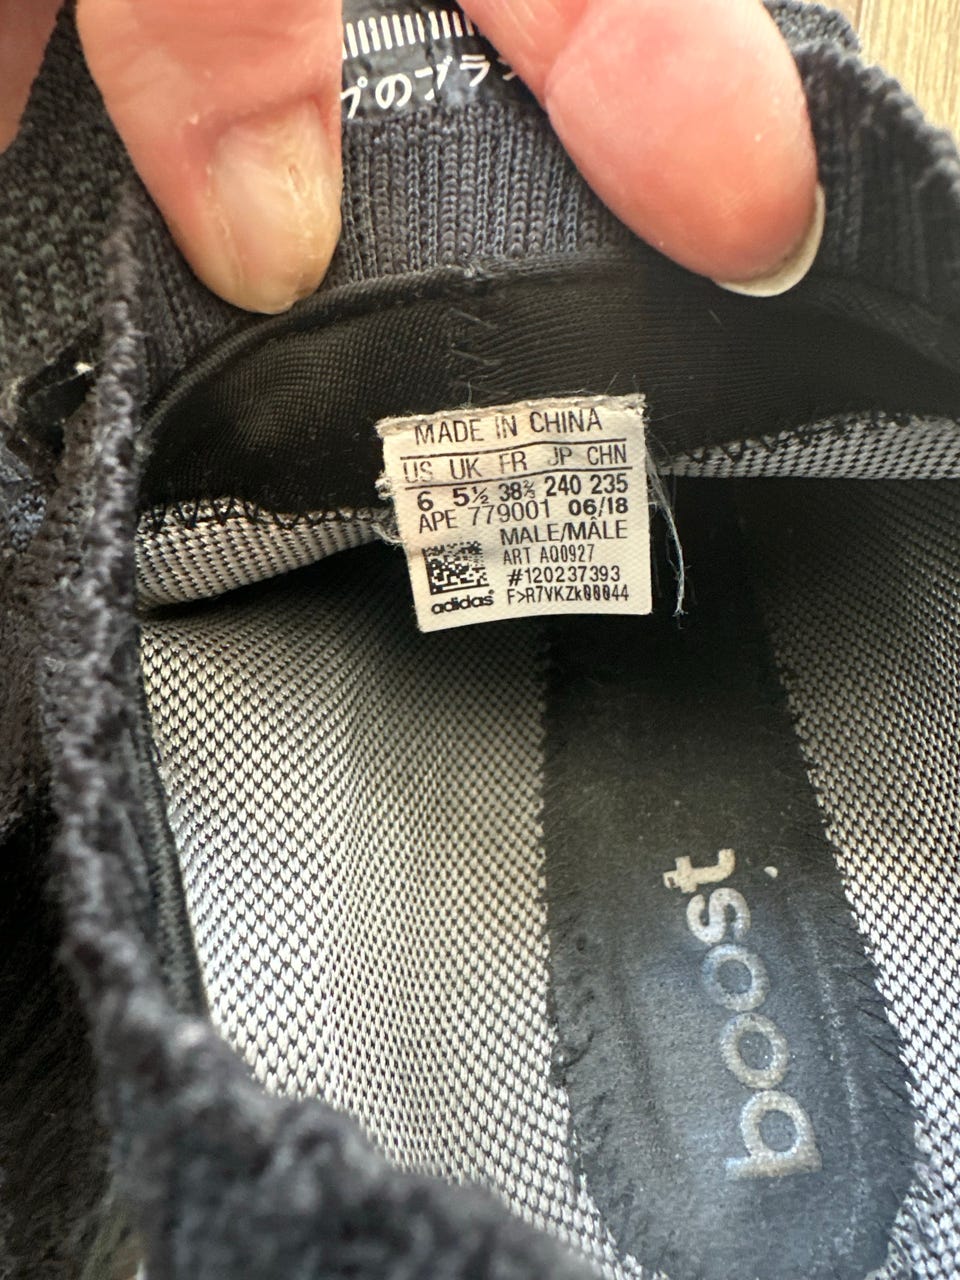 プのブラ
MADE IN CHINA
US UK FR JP CHN
6 5½ 38⅔ 240 235
APE 779001 06/18
MALE/MÂLE
ART AQ0927
#120237393
F>R7VKZk00044
adidas
boost